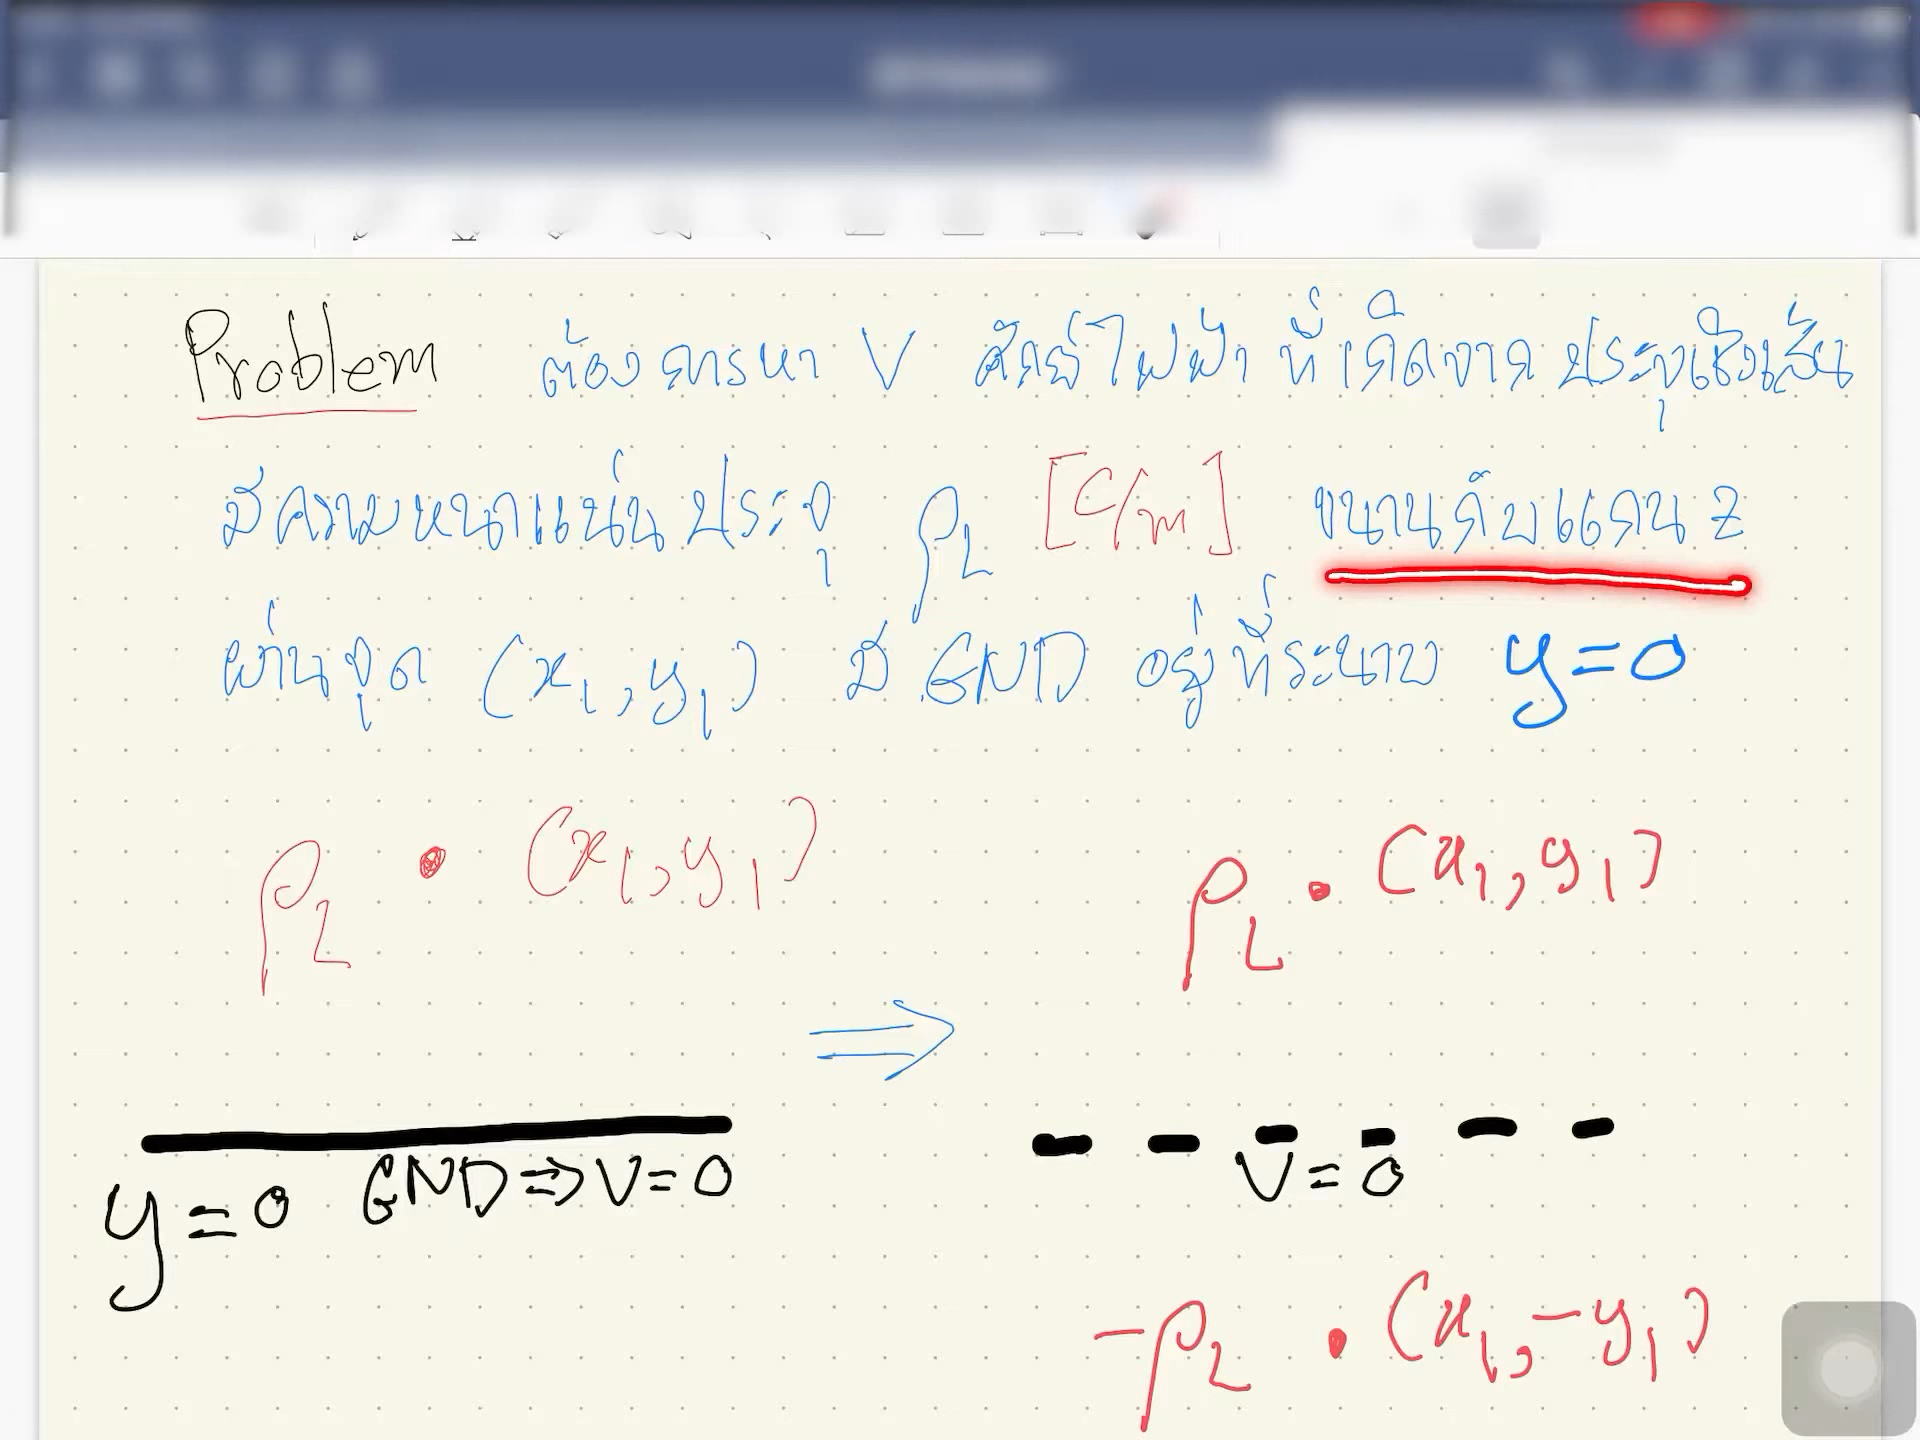 Problem ต้องการหา V ศักย์ไฟฟ้า ที่เกิดจาก ประจุเชิงเส้น
มีความหนาแน่นประจุ ρL [C/m] ขนานกับแกน z
ผ่านจุด (x1, y1) มี GND อยู่ที่ระนาบ y=0
ρL (x1, y1)
ρL (x1, y1)
⇒
GND ⇒ V=0
y=0
V=0
-ρL (x1, -y1)